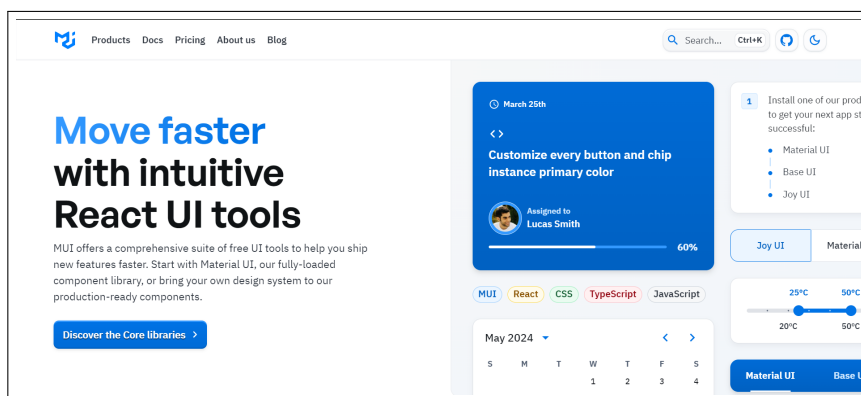 Products Docs Pricing About us Blog
Search... Ctrl+K
Move faster
with intuitive
React UI tools
MUI offers a comprehensive suite of free UI tools to help you ship
new features faster. Start with Material UI, our fully-loaded
component library, or bring your own design system to our
production-ready components.
Discover the Core libraries
March 25th
Customize every button and chip
instance primary color
Assigned to
Lucas Smith
60%
MUI React CSS TypeScript JavaScript
May 2024
S M T W T F S
1 2 3 4
1
Install one of our prod
to get your next app st
successful:
Material UI
Base UI
Joy UI
Joy UI Material
25°C 50°C
20°C 50°C
Material UI Base